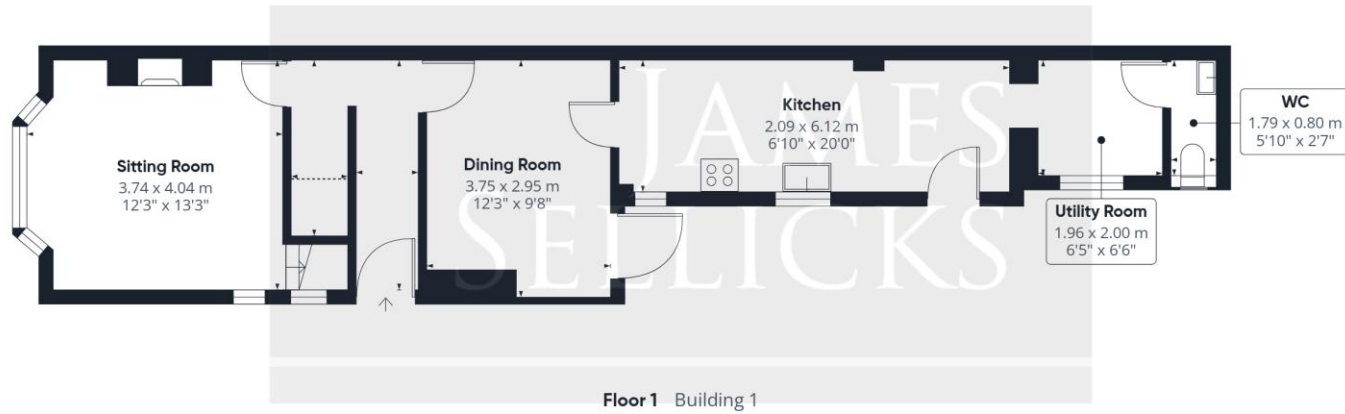 Sitting Room
3.74 x 4.04 m
12'3" x 13'3"
Dining Room
3.75 x 2.95 m
12'3" x 9'8"
Kitchen
2.09 x 6.12 m
6'10" x 20'0"
WC
1.79 x 0.80 m
5'10" x 2'7"
Utility Room
1.96 x 2.00 m
6'5" x 6'6"
JAMES
SELLICKS
Floor 1 Building 1